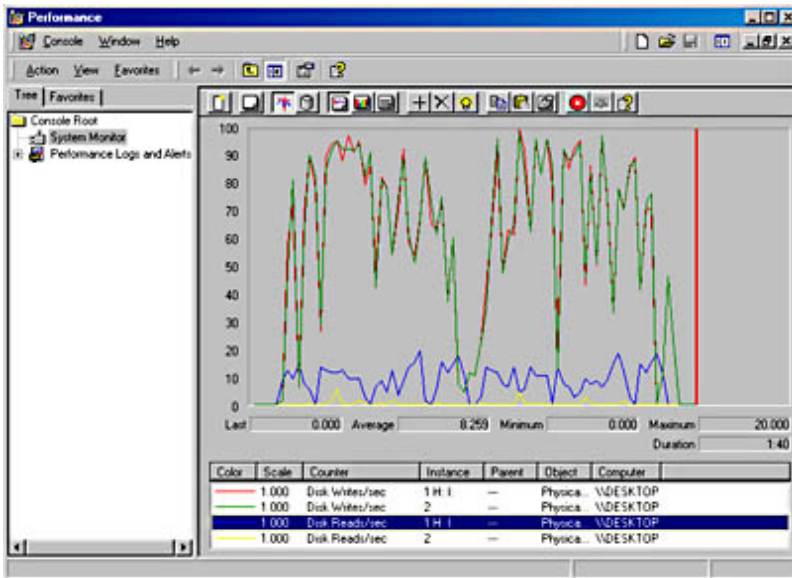 Performance
Console Window Help
Action View Favorites
Tree Favorites
Console Root
System Monitor
Performance Logs and Alerts
100
90
80
70
60
50
40
30
20
10
0
Last 0.000 Average 8.259 Minimum 0.000 Maximum 20.000
Duration 1:40
Color Scale Counter Instance Parent Object Computer
1.000 Disk Writes/sec 1 H: I --- Physica... \\DESKTOP
1.000 Disk Writes/sec 2 --- Physica... \\DESKTOP
1.000 Disk Reads/sec 1 H: I --- Physica... \\DESKTOP
1.000 Disk Reads/sec 2 --- Physica... \\DESKTOP